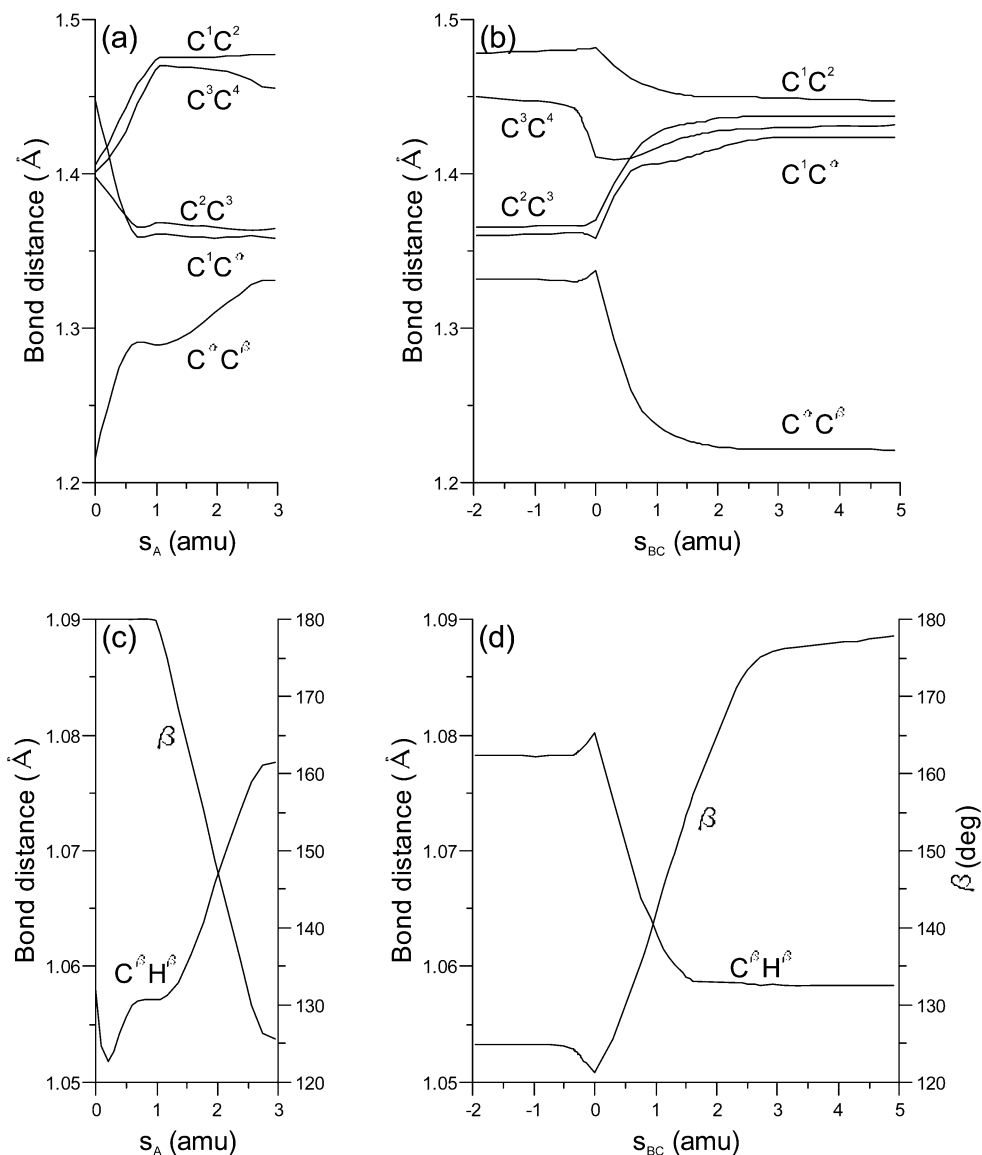 (a)
1.5
1.4
1.3
1.2
Bond distance (Å)
C¹C²
C³C⁴
C²C³
C¹Cᵅ
CᵅCᵝ
0 1 2 3
s_A (amu)
(b)
1.5
1.4
1.3
1.2
Bond distance (Å)
C¹C²
C³C⁴
C¹Cᵅ
C²C³
CᵅCᵝ
-2 -1 0 1 2 3 4 5
s_BC (amu)
(c)
1.09
1.08
1.07
1.06
1.05
Bond distance (Å)
180
170
160
150
140
130
120
β
CᵝHᵝ
0 1 2 3
s_A (amu)
(d)
1.09
1.08
1.07
1.06
1.05
Bond distance (Å)
180
170
160
150
140
130
120
β (deg)
β
CᵝHᵝ
-2 -1 0 1 2 3 4 5
s_BC (amu)